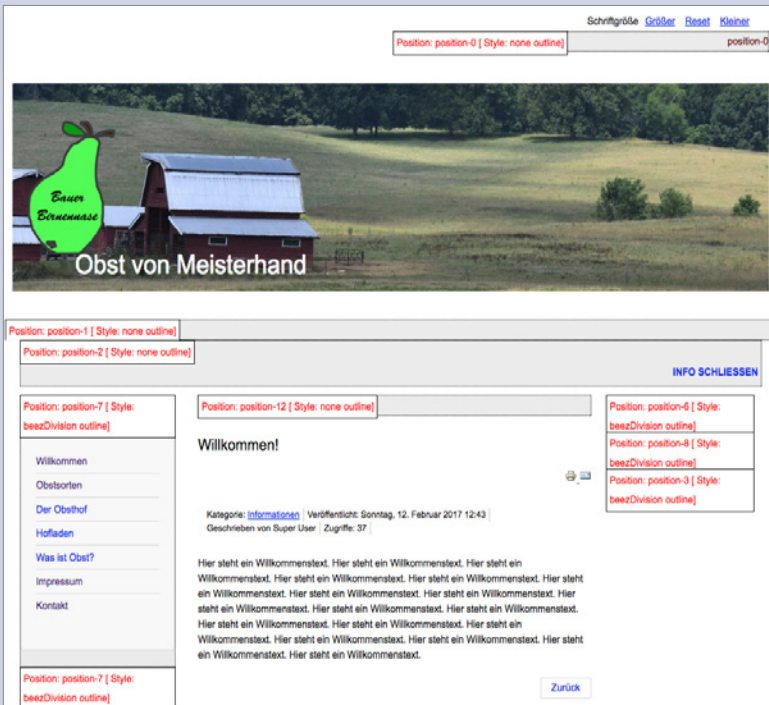 Schriftgröße Größer Reset Kleiner
Position: position-0 [ Style: none outline]
position-0
Bauer
Birnennase
Obst von Meisterhand
Position: position-1 [ Style: none outline]
Position: position-2 [ Style: none outline]
INFO SCHLIESSEN
Position: position-7 [ Style:
beezDivision outline]
Willkommen
Obstsorten
Der Obsthof
Hofladen
Was ist Obst?
Impressum
Kontakt
Position: position-7 [ Style:
beezDivision outline]
Position: position-12 [ Style: none outline]
Willkommen!
Kategorie: Informationen Veröffentlicht: Sonntag, 12. Februar 2017 12:43
Geschrieben von Super User Zugriffe: 37
Hier steht ein Willkommenstext. Hier steht ein Willkommenstext. Hier steht ein
Willkommenstext. Hier steht ein Willkommenstext. Hier steht ein Willkommenstext. Hier steht
ein Willkommenstext. Hier steht ein Willkommenstext. Hier steht ein Willkommenstext. Hier
steht ein Willkommenstext. Hier steht ein Willkommenstext. Hier steht ein Willkommenstext.
Hier steht ein Willkommenstext. Hier steht ein Willkommenstext. Hier steht ein
Willkommenstext. Hier steht ein Willkommenstext. Hier steht ein Willkommenstext. Hier steht
ein Willkommenstext. Hier steht ein Willkommenstext.
Zurück
Position: position-6 [ Style:
beezDivision outline]
Position: position-8 [ Style:
beezDivision outline]
Position: position-3 [ Style:
beezDivision outline]